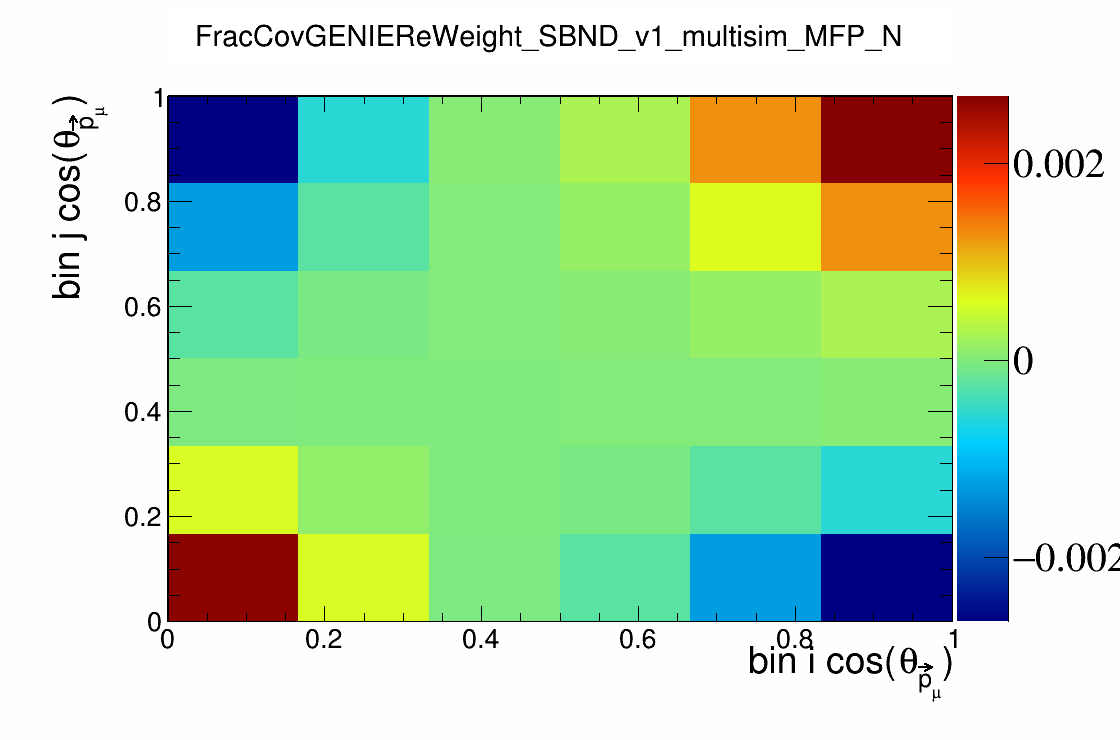 FracCovGENIEReWeight_SBND_v1_multisim_MFP_N
bin j cos(θp⃗μ)
1
0.8
0.6
0.4
0.2
0
0 0.2 0.4 0.6 0.8 1
bin i cos(θp⃗μ)
0.002
0
−0.002